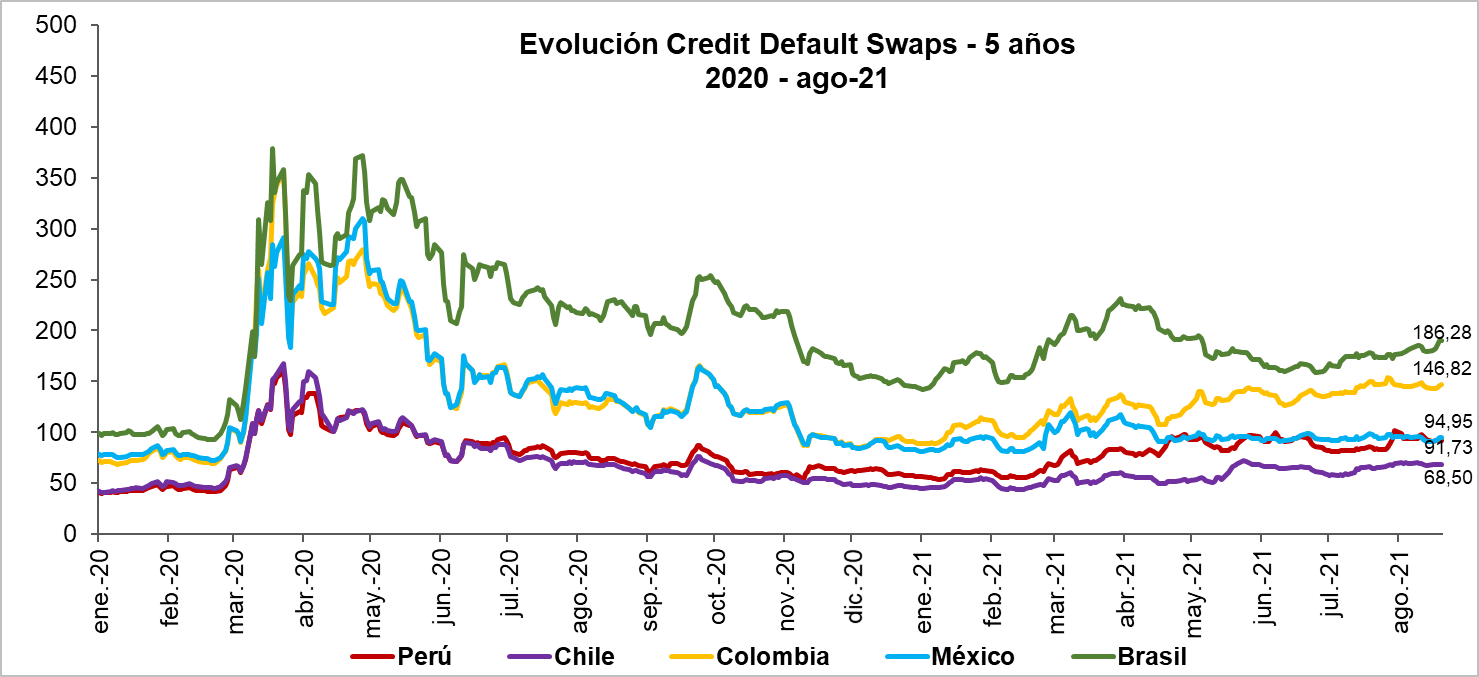 Evolución Credit Default Swaps - 5 años
2020 - ago-21
500
450
400
350
300
250
200
150
100
50
0
186,28
146,82
94,95
91,73
68,50
ene.-20
feb.-20
mar.-20
abr.-20
may.-20
jun.-20
jul.-20
ago.-20
sep.-20
oct.-20
nov.-20
dic.-20
ene.-21
feb.-21
mar.-21
abr.-21
may.-21
jun.-21
jul.-21
ago.-21
Perú Chile Colombia México Brasil